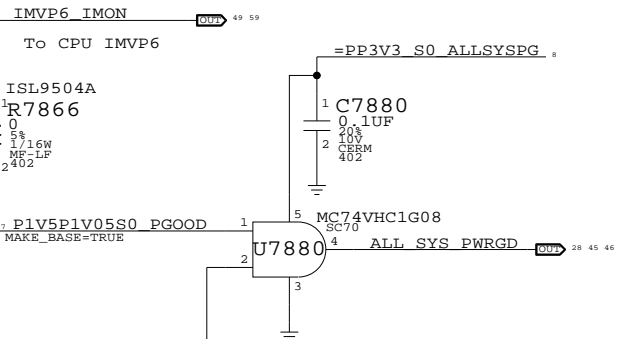 IMVP6_IMON
OUT 49 59
To CPU IMVP6
=PP3V3_S0_ALLSYSPG 8
ISL9504A
1
R7866
0
5%
1/16W
MF-LF
402
2
1 C7880
0.1UF
20%
10V
2 CERM
402
7 P1V5P1V05S0_PGOOD 1
MAKE_BASE=TRUE
5 MC74VHC1G08
SC70
U7880
4 ALL_SYS_PWRGD OUT 28 45 46
2
3